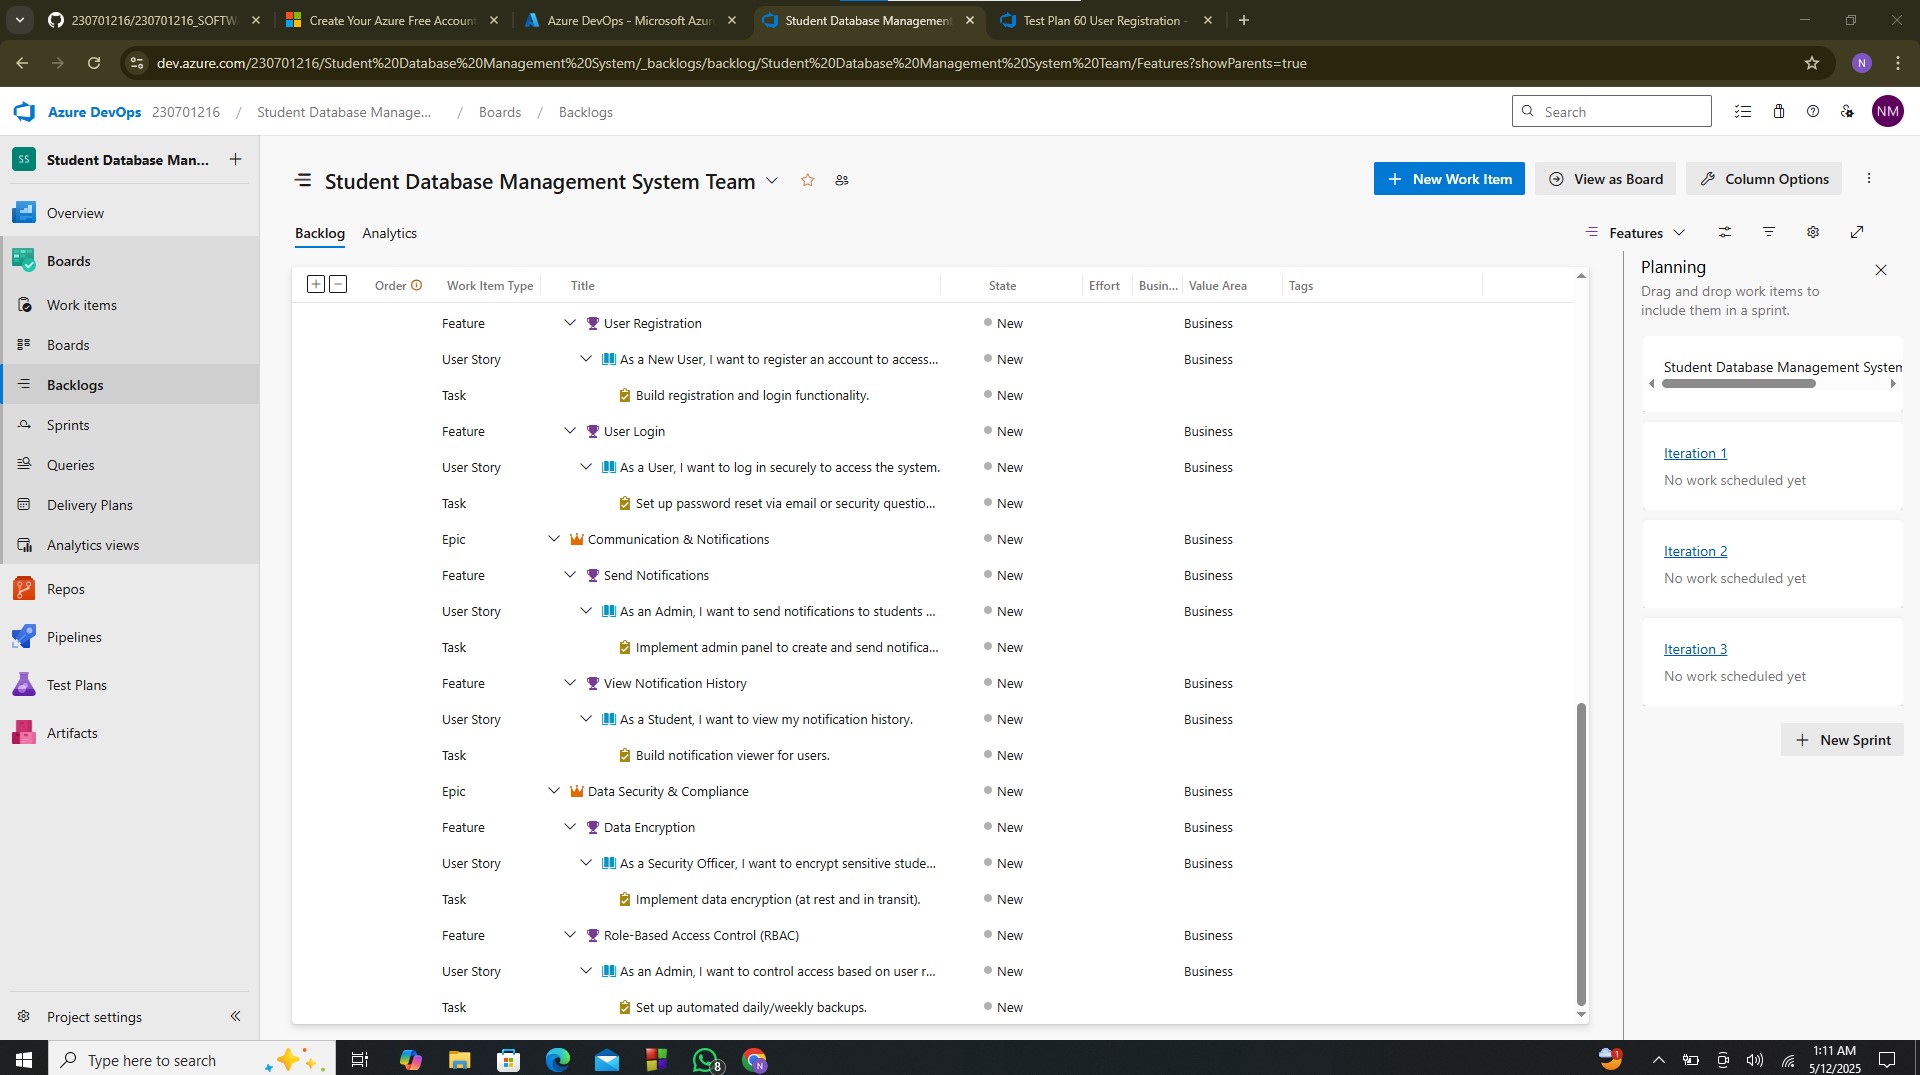 230701216/230701216_SOFTW
Create Your Azure Free Accoun
Azure DevOps - Microsoft Azur
Student Database Management
Test Plan 60 User Registration -
dev.azure.com/230701216/Student%20Database%20Management%20System/_backlogs/backlog/Student%20Database%20Management%20System%20Team/Features?showParents=true
N
Azure DevOps 230701216 / Student Database Manage... / Boards / Backlogs
Search
NM
SS Student Database Man...
Overview
Boards
Work items
Boards
Backlogs
Sprints
Queries
Delivery Plans
Analytics views
Repos
Pipelines
Test Plans
Artifacts
Project settings
Student Database Management System Team
New Work Item
View as Board
Column Options
Backlog Analytics
Features
Order Work Item Type Title State Effort Busin... Value Area Tags
Feature User Registration New Business
User Story As a New User, I want to register an account to access... New Business
Task Build registration and login functionality. New
Feature User Login New Business
User Story As a User, I want to log in securely to access the system. New Business
Task Set up password reset via email or security questio... New
Epic Communication & Notifications New Business
Feature Send Notifications New Business
User Story As an Admin, I want to send notifications to students ... New Business
Task Implement admin panel to create and send notifica... New
Feature View Notification History New Business
User Story As a Student, I want to view my notification history. New Business
Task Build notification viewer for users. New
Epic Data Security & Compliance New Business
Feature Data Encryption New Business
User Story As a Security Officer, I want to encrypt sensitive stude... New Business
Task Implement data encryption (at rest and in transit). New
Feature Role-Based Access Control (RBAC) New Business
User Story As an Admin, I want to control access based on user r... New Business
Task Set up automated daily/weekly backups. New
Planning
Drag and drop work items to
include them in a sprint.
Student Database Management System
Iteration 1
No work scheduled yet
Iteration 2
No work scheduled yet
Iteration 3
No work scheduled yet
New Sprint
Type here to search
8
N
1
1:11 AM
5/12/2025